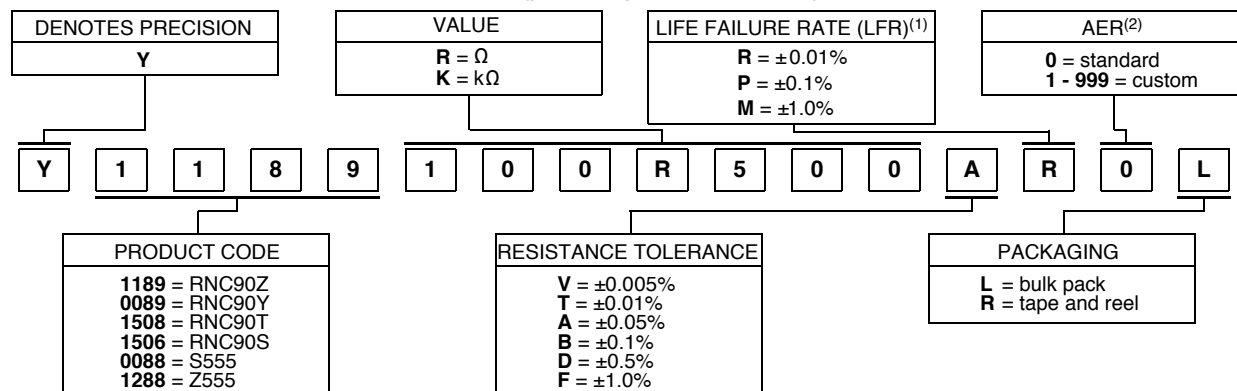 DENOTES PRECISION
Y
VALUE
R = Ω
K = kΩ
LIFE FAILURE RATE (LFR)(1)
R = ±0.01%
P = ±0.1%
M = ±1.0%
AER(2)
0 = standard
1 - 999 = custom
Y 1 1 8 9 1 0 0 R 5 0 0 A R 0 L
PRODUCT CODE
1189 = RNC90Z
0089 = RNC90Y
1508 = RNC90T
1506 = RNC90S
0088 = S555
1288 = Z555
RESISTANCE TOLERANCE
V = ±0.005%
T = ±0.01%
A = ±0.05%
B = ±0.1%
D = ±0.5%
F = ±1.0%
PACKAGING
L = bulk pack
R = tape and reel